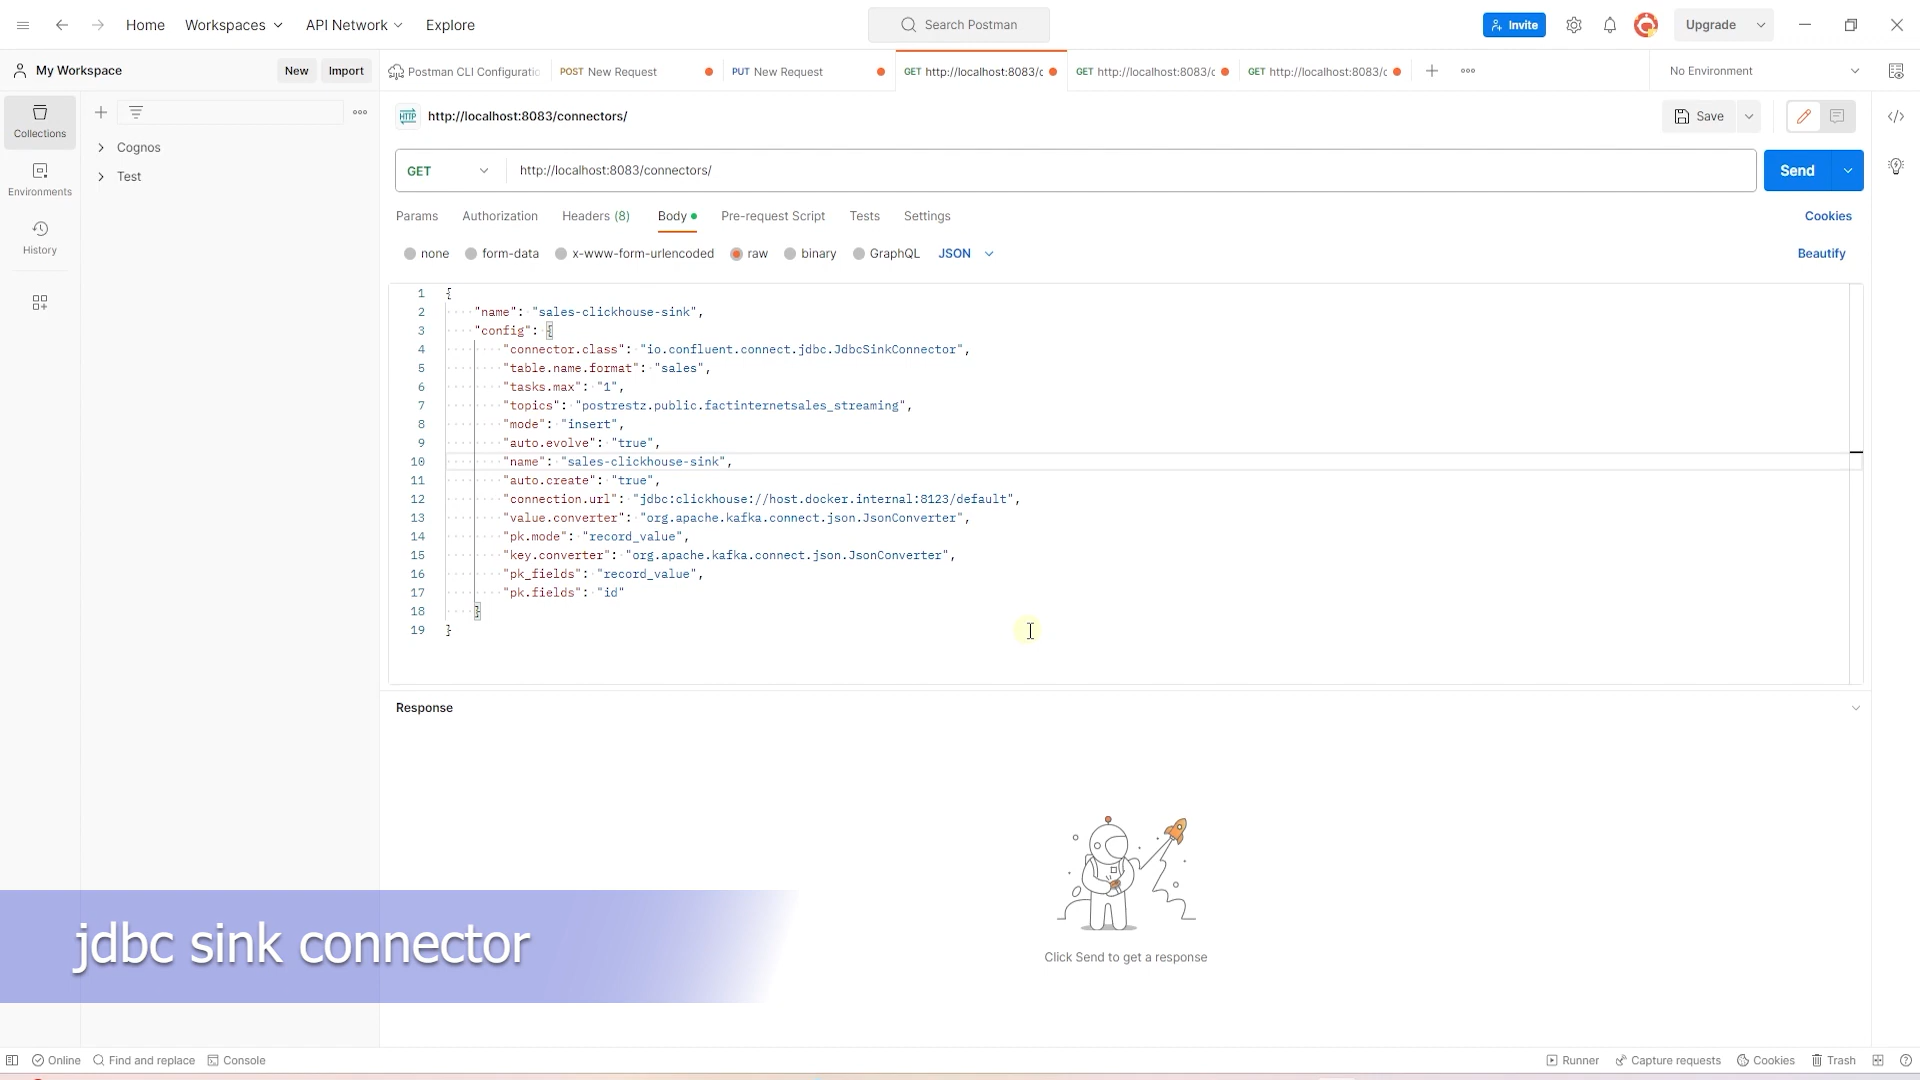 Home
Workspaces
API Network
Explore
Search Postman
Invite
Upgrade
My Workspace
New
Import
Postman CLI Configuratio
POST New Request
PUT New Request
GET http://localhost:8083/c
GET http://localhost:8083/c
GET http://localhost:8083/c
No Environment
Collections
Environments
History
Cognos
Test
HTTP http://localhost:8083/connectors/
Save
GET
http://localhost:8083/connectors/
Send
Params
Authorization
Headers (8)
Body
Pre-request Script
Tests
Settings
Cookies
none
form-data
x-www-form-urlencoded
raw
binary
GraphQL
JSON
Beautify
1 {
2 "name": "sales-clickhouse-sink",
3 "config": {
4 "connector.class": "io.confluent.connect.jdbc.JdbcSinkConnector",
5 "table.name.format": "sales",
6 "tasks.max": "1",
7 "topics": "postrestz.public.factinternetsales_streaming",
8 "mode": "insert",
9 "auto.evolve": "true",
10 "name": "sales-clickhouse-sink",
11 "auto.create": "true",
12 "connection.url": "jdbc:clickhouse://host.docker.internal:8123/default",
13 "value.converter": "org.apache.kafka.connect.json.JsonConverter",
14 "pk.mode": "record_value",
15 "key.converter": "org.apache.kafka.connect.json.JsonConverter",
16 "pk_fields": "record_value",
17 "pk.fields": "id"
18 }
19 }
Response
Click Send to get a response
jdbc sink connector
Online
Find and replace
Console
Runner
Capture requests
Cookies
Trash